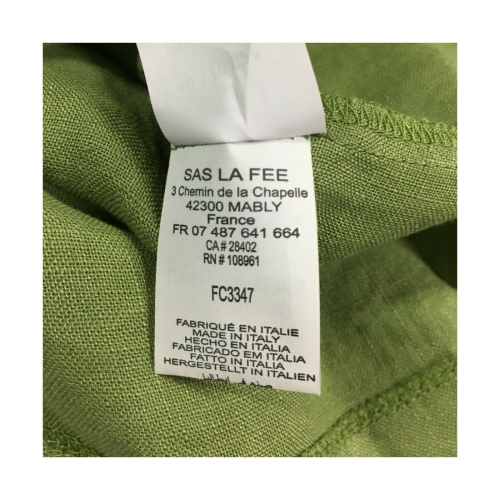 SAS LA FEE
3 Chemin de la Chapelle
42300 MABLY
France
FR 07 487 641 664
CA# 28402
RN# 108961
FC3347
FABRIQUÉ EN ITALIE
MADE IN ITALY
HECHO EN ITALIA
FABRICADO EM ITALIA
FATTO IN ITALIA
HERGESTELLT IN ITALIEN